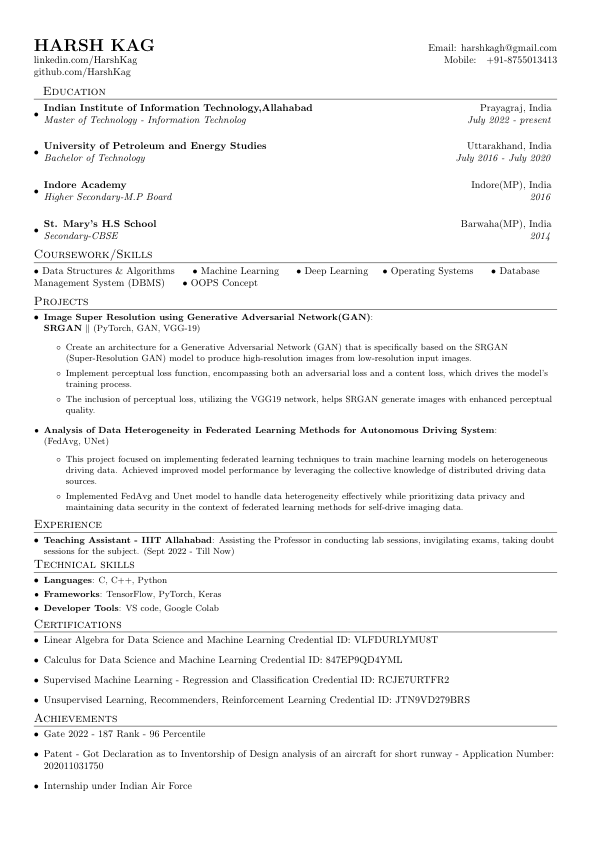 HARSH KAG
linkedin.com/HarshKag
github.com/HarshKag
Email: harshkagh@gmail.com
Mobile: +91-8755013413
Education
• Indian Institute of Information Technology,Allahabad Prayagraj, India
Master of Technology - Information Technolog July 2022 - present
• University of Petroleum and Energy Studies Uttarakhand, India
Bachelor of Technology July 2016 - July 2020
• Indore Academy Indore(MP), India
Higher Secondary-M.P Board 2016
• St. Mary's H.S School Barwaha(MP), India
Secondary-CBSE 2014
Coursework/Skills
• Data Structures & Algorithms • Machine Learning • Deep Learning • Operating Systems • Database
Management System (DBMS) • OOPS Concept
Projects
• Image Super Resolution using Generative Adversarial Network(GAN):
SRGAN || (PyTorch, GAN, VGG-19)
◦ Create an architecture for a Generative Adversarial Network (GAN) that is specifically based on the SRGAN
(Super-Resolution GAN) model to produce high-resolution images from low-resolution input images.
◦ Implement perceptual loss function, encompassing both an adversarial loss and a content loss, which drives the model's
training process.
◦ The inclusion of perceptual loss, utilizing the VGG19 network, helps SRGAN generate images with enhanced perceptual
quality.
• Analysis of Data Heterogeneity in Federated Learning Methods for Autonomous Driving System:
(FedAvg, UNet)
◦ This project focused on implementing federated learning techniques to train machine learning models on heterogeneous
driving data. Achieved improved model performance by leveraging the collective knowledge of distributed driving data
sources.
◦ Implemented FedAvg and Unet model to handle data heterogeneity effectively while prioritizing data privacy and
maintaining data security in the context of federated learning methods for self-drive imaging data.
Experience
• Teaching Assistant - IIIT Allahabad: Assisting the Professor in conducting lab sessions, invigilating exams, taking doubt
sessions for the subject. (Sept 2022 - Till Now)
Technical skills
• Languages: C, C++, Python
• Frameworks: TensorFlow, PyTorch, Keras
• Developer Tools: VS code, Google Colab
Certifications
• Linear Algebra for Data Science and Machine Learning Credential ID: VLFDURLYMU8T
• Calculus for Data Science and Machine Learning Credential ID: 847EP9QD4YML
• Supervised Machine Learning - Regression and Classification Credential ID: RCJE7URTFR2
• Unsupervised Learning, Recommenders, Reinforcement Learning Credential ID: JTN9VD279BRS
Achievements
• Gate 2022 - 187 Rank - 96 Percentile
• Patent - Got Declaration as to Inventorship of Design analysis of an aircraft for short runway - Application Number:
202011031750
• Internship under Indian Air Force